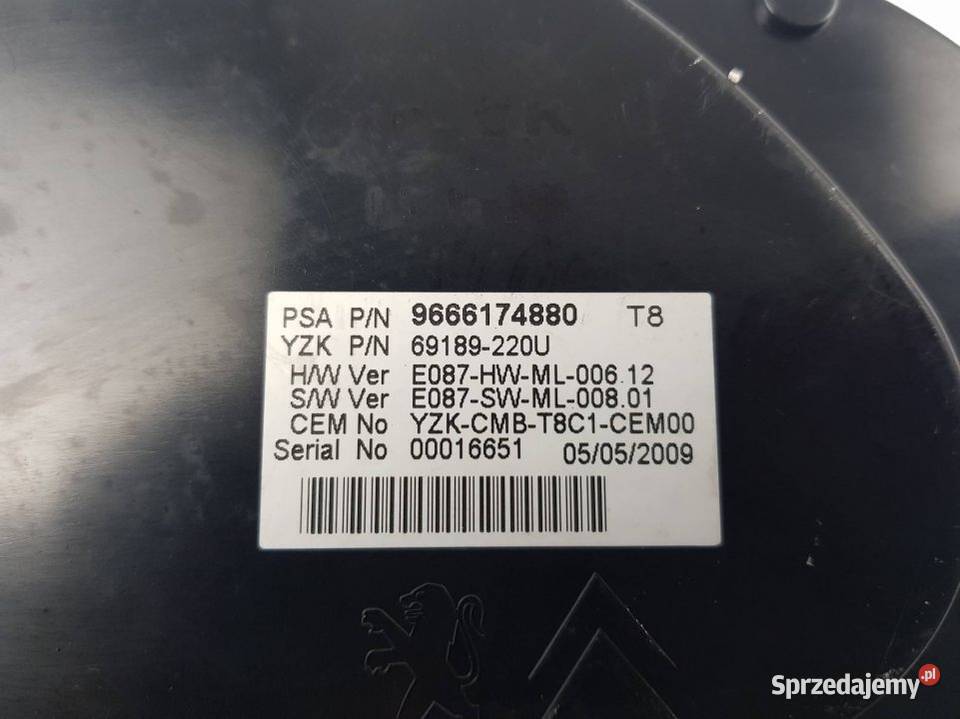 PSA P/N 9666174880 T8
YZK P/N 69189-220U
H/W Ver E087-HW-ML-006.12
S/W Ver E087-SW-ML-008.01
CEM No YZK-CMB-T8C1-CEM00
Serial No 00016651 05/05/2009
Sprzedajemy.pl